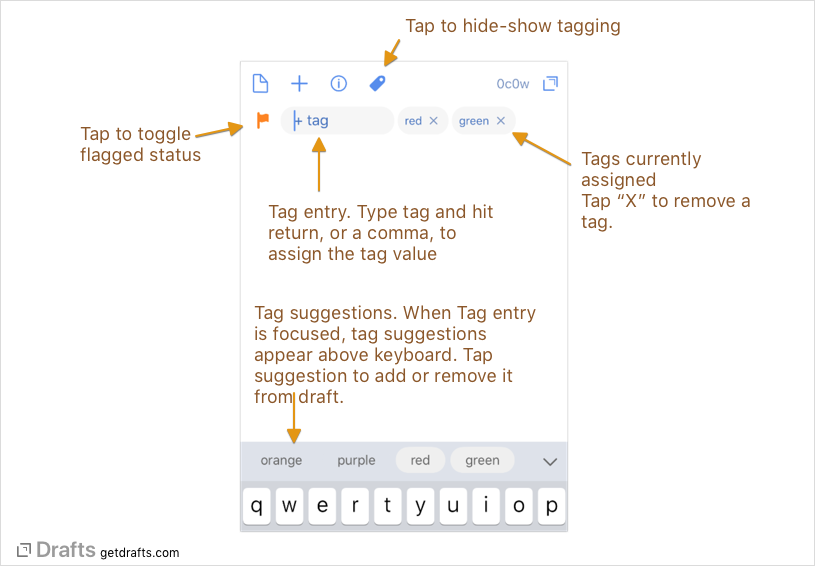 Tap to hide-show tagging
0c0w
Tap to toggle
flagged status
+ tag
red ×
green ×
Tags currently
assigned
Tap “X” to remove a
tag.
Tag entry. Type tag and hit
return, or a comma, to
assign the tag value
Tag suggestions. When Tag entry
is focused, tag suggestions
appear above keyboard. Tap
suggestion to add or remove it
from draft.
orange purple red green
q w e r t y u i o p
Drafts getdrafts.com